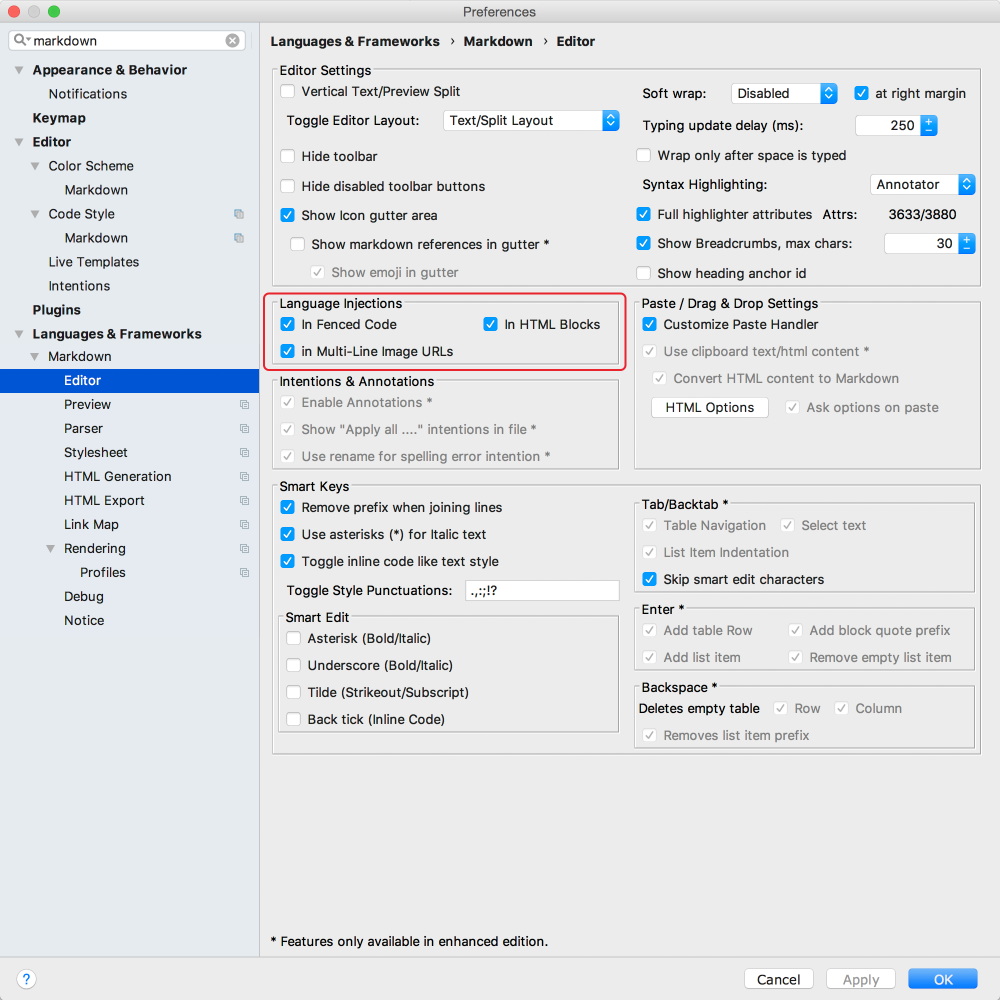 Preferences
markdown
Appearance & Behavior
Notifications
Keymap
Editor
Color Scheme
Markdown
Code Style
Markdown
Live Templates
Intentions
Plugins
Languages & Frameworks
Markdown
Editor
Preview
Parser
Stylesheet
HTML Generation
HTML Export
Link Map
Rendering
Profiles
Debug
Notice
Languages & Frameworks › Markdown › Editor
Editor Settings
Vertical Text/Preview Split
Toggle Editor Layout: Text/Split Layout
Hide toolbar
Hide disabled toolbar buttons
Show Icon gutter area
Show markdown references in gutter *
Show emoji in gutter
Soft wrap: Disabled at right margin
Typing update delay (ms): 250
Wrap only after space is typed
Syntax Highlighting: Annotator
Full highlighter attributes Attrs: 3633/3880
Show Breadcrumbs, max chars: 30
Show heading anchor id
Language Injections
In Fenced Code In HTML Blocks
in Multi-Line Image URLs
Paste / Drag & Drop Settings
Customize Paste Handler
Use clipboard text/html content *
Convert HTML content to Markdown
HTML Options Ask options on paste
Intentions & Annotations
Enable Annotations *
Show "Apply all ...." intentions in file *
Use rename for spelling error intention *
Smart Keys
Remove prefix when joining lines
Use asterisks (*) for Italic text
Toggle inline code like text style
Toggle Style Punctuations: .,:;!?
Smart Edit
Asterisk (Bold/Italic)
Underscore (Bold/Italic)
Tilde (Strikeout/Subscript)
Back tick (Inline Code)
Tab/Backtab *
Table Navigation Select text
List Item Indentation
Skip smart edit characters
Enter *
Add table Row Add block quote prefix
Add list item Remove empty list item
Backspace *
Deletes empty table Row Column
Removes list item prefix
* Features only available in enhanced edition.
?
Cancel Apply OK